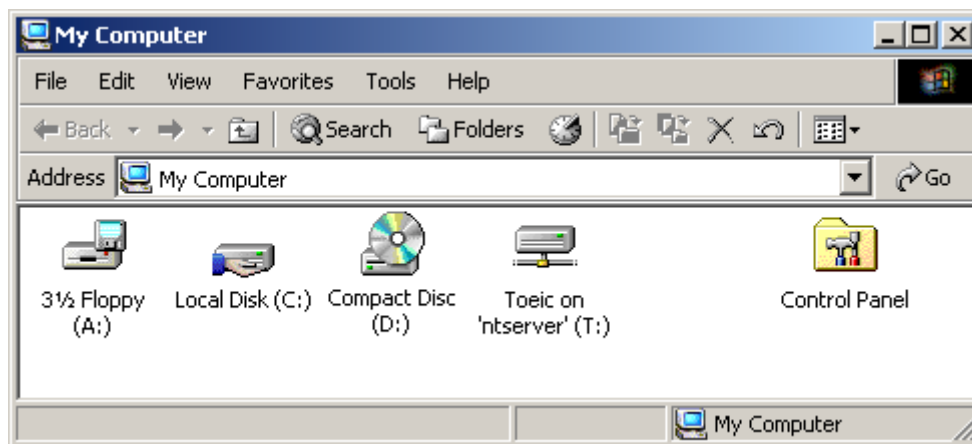 My Computer
File Edit View Favorites Tools Help
Back Search Folders
Address My Computer Go
3½ Floppy (A:)
Local Disk (C:)
Compact Disc (D:)
Toeic on 'ntserver' (T:)
Control Panel
My Computer